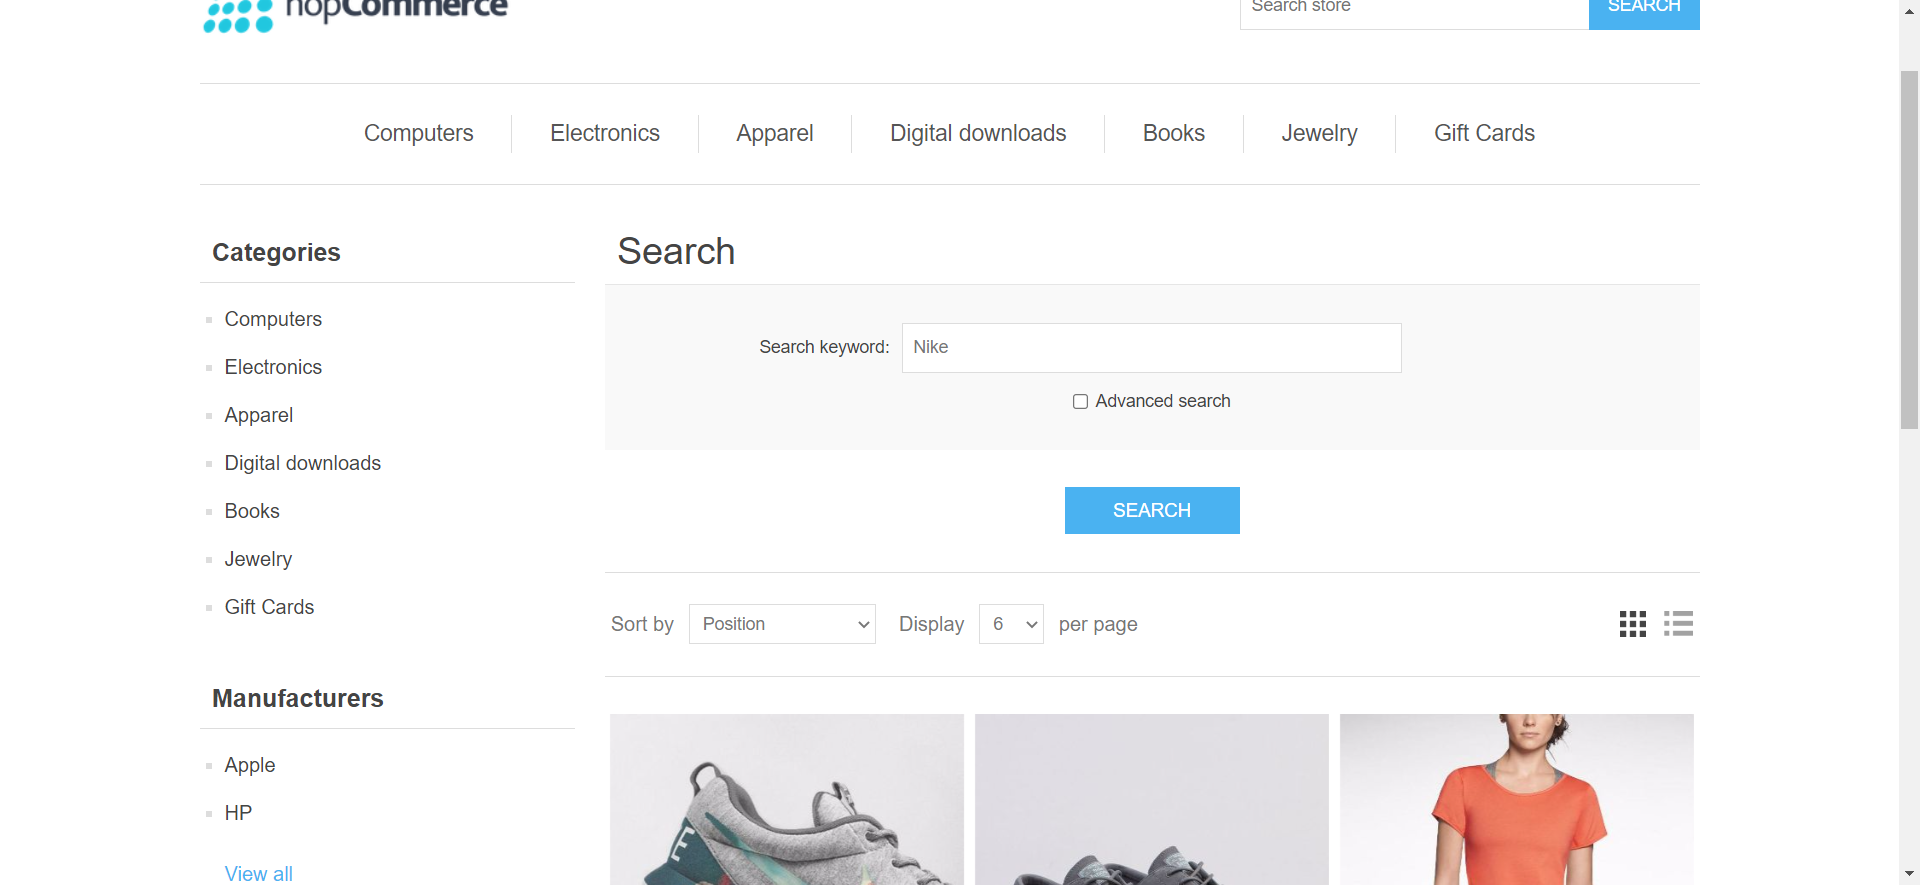 nopCommerce
Search store
SEARCH
Computers
Electronics
Apparel
Digital downloads
Books
Jewelry
Gift Cards
Categories
Computers
Electronics
Apparel
Digital downloads
Books
Jewelry
Gift Cards
Manufacturers
Apple
HP
View all
Search
Search keyword: Nike
Advanced search
SEARCH
Sort by Position Display 6 per page